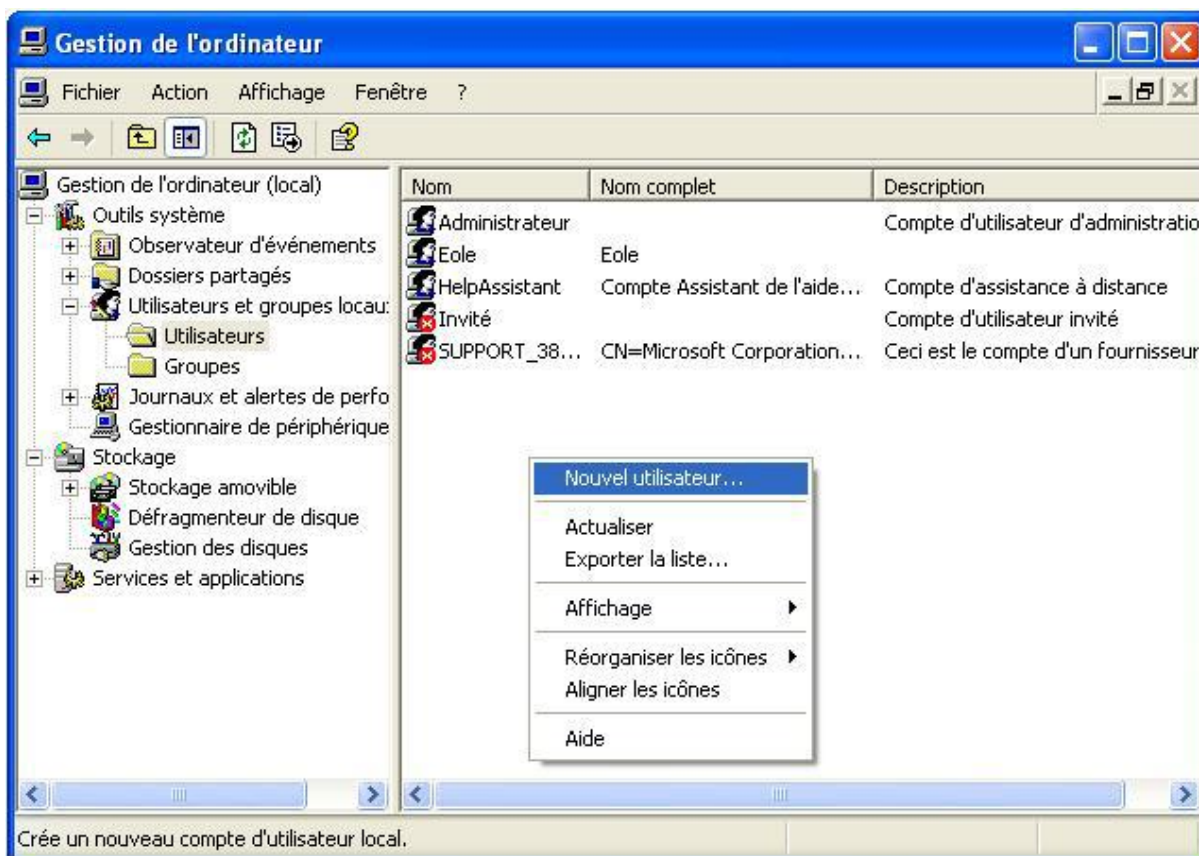 Gestion de l'ordinateur
Fichier Action Affichage Fenêtre ?
Gestion de l'ordinateur (local)
Outils système
Observateur d'événements
Dossiers partagés
Utilisateurs et groupes locau
Utilisateurs
Groupes
Journaux et alertes de perfo
Gestionnaire de périphérique
Stockage
Stockage amovible
Défragmenteur de disque
Gestion des disques
Services et applications
Nom Nom complet Description
Administrateur Compte d'utilisateur d'administratio
Eole Eole
HelpAssistant Compte Assistant de l'aide... Compte d'assistance à distance
Invité Compte d'utilisateur invité
SUPPORT_38... CN=Microsoft Corporation... Ceci est le compte d'un fournisseur
Nouvel utilisateur...
Actualiser
Exporter la liste...
Affichage
Réorganiser les icônes
Aligner les icônes
Aide
Crée un nouveau compte d'utilisateur local.